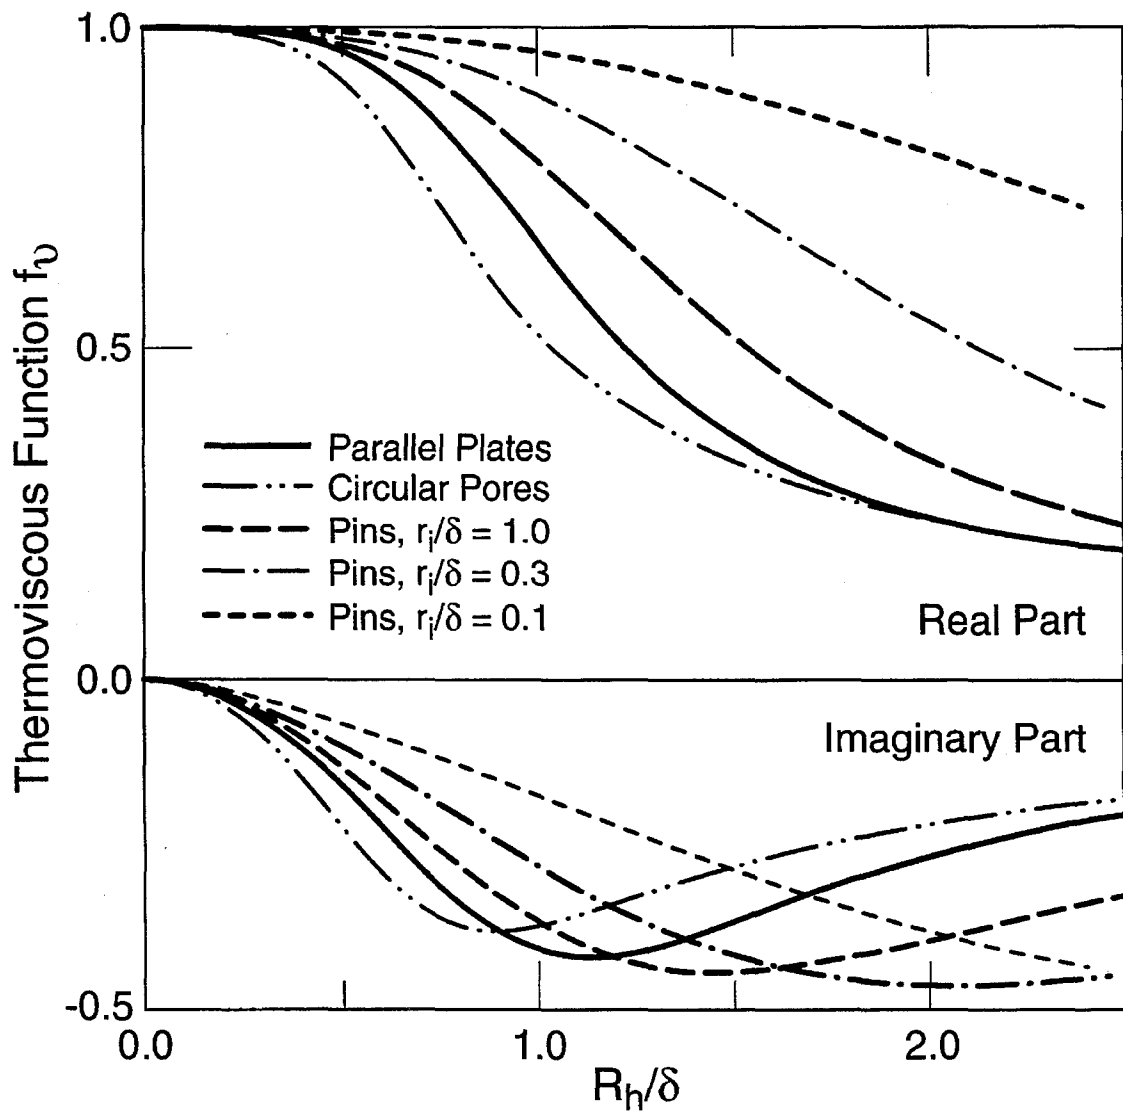 1.0
0.5
0.0
-0.5
Thermoviscous Function fυ
Parallel Plates
Circular Pores
Pins, ri/δ = 1.0
Pins, ri/δ = 0.3
Pins, ri/δ = 0.1
Real Part
Imaginary Part
0.0 1.0 2.0
Rh/δ